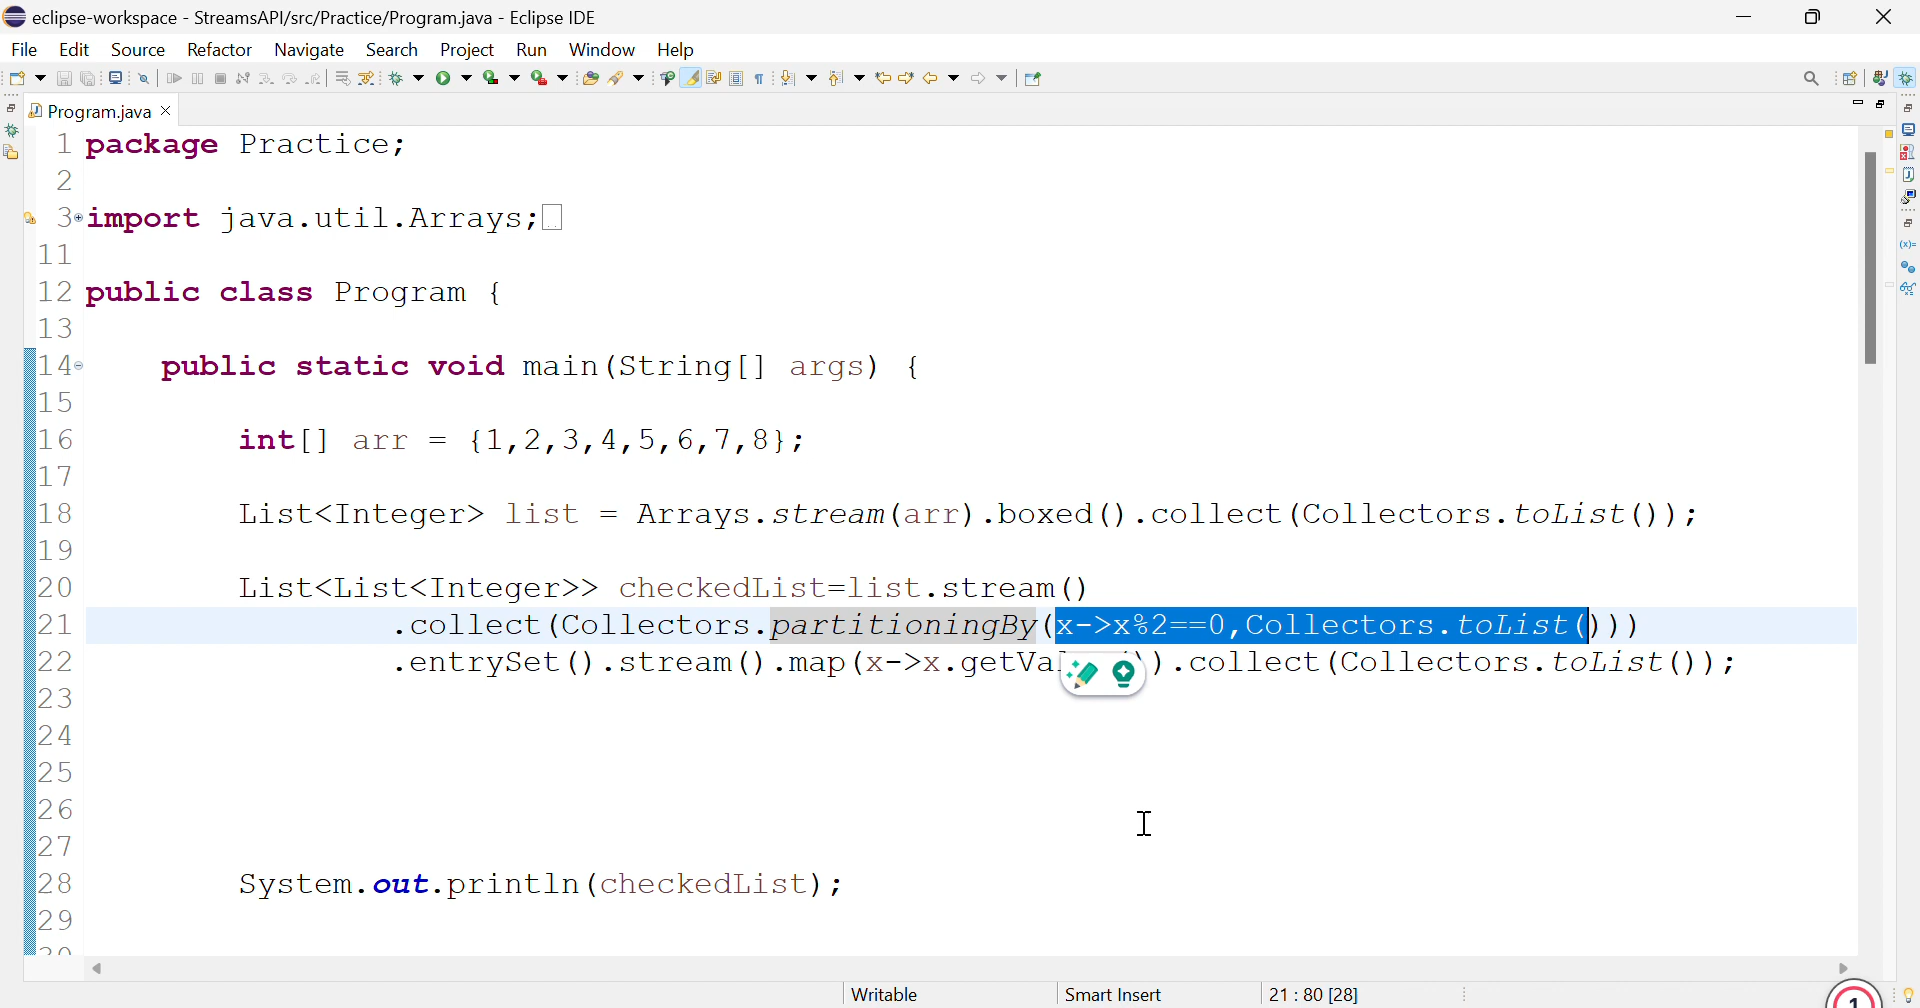 eclipse-workspace - StreamsAPI/src/Practice/Program.java - Eclipse IDE
File Edit Source Refactor Navigate Search Project Run Window Help
Program.java
1 package Practice;
2
3 import java.util.Arrays;
11
12 public class Program {
13
14 public static void main(String[] args) {
15
16 int[] arr = {1,2,3,4,5,6,7,8};
17
18 List<Integer> list = Arrays.stream(arr).boxed().collect(Collectors.toList());
19
20 List<List<Integer>> checkedList=list.stream()
21 .collect(Collectors.partitioningBy(x->x%2==0,Collectors.toList()))
22 .entrySet().stream().map(x->x.getVa )).collect(Collectors.toList());
23
24
25
26
27
28 System.out.println(checkedList);
29
Writable Smart Insert 21 : 80 [28]
1